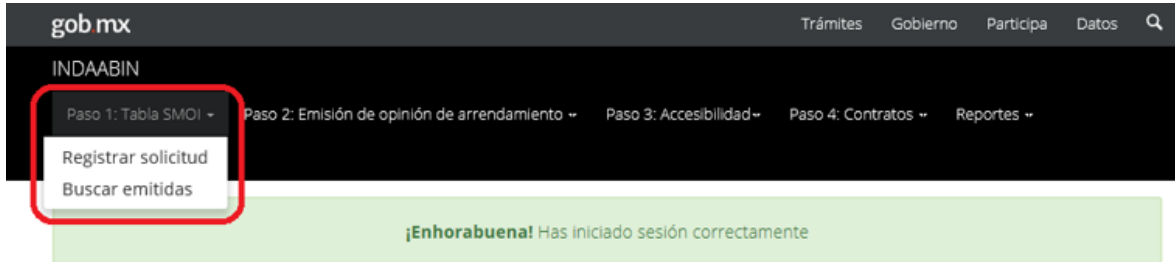 gob.mx Trámites Gobierno Participa Datos
INDAABIN
Paso 1: Tabla SMOI Paso 2: Emisión de opinión de arrendamiento Paso 3: Accesibilidad Paso 4: Contratos Reportes
Registrar solicitud
Buscar emitidas
¡Enhorabuena! Has iniciado sesión correctamente